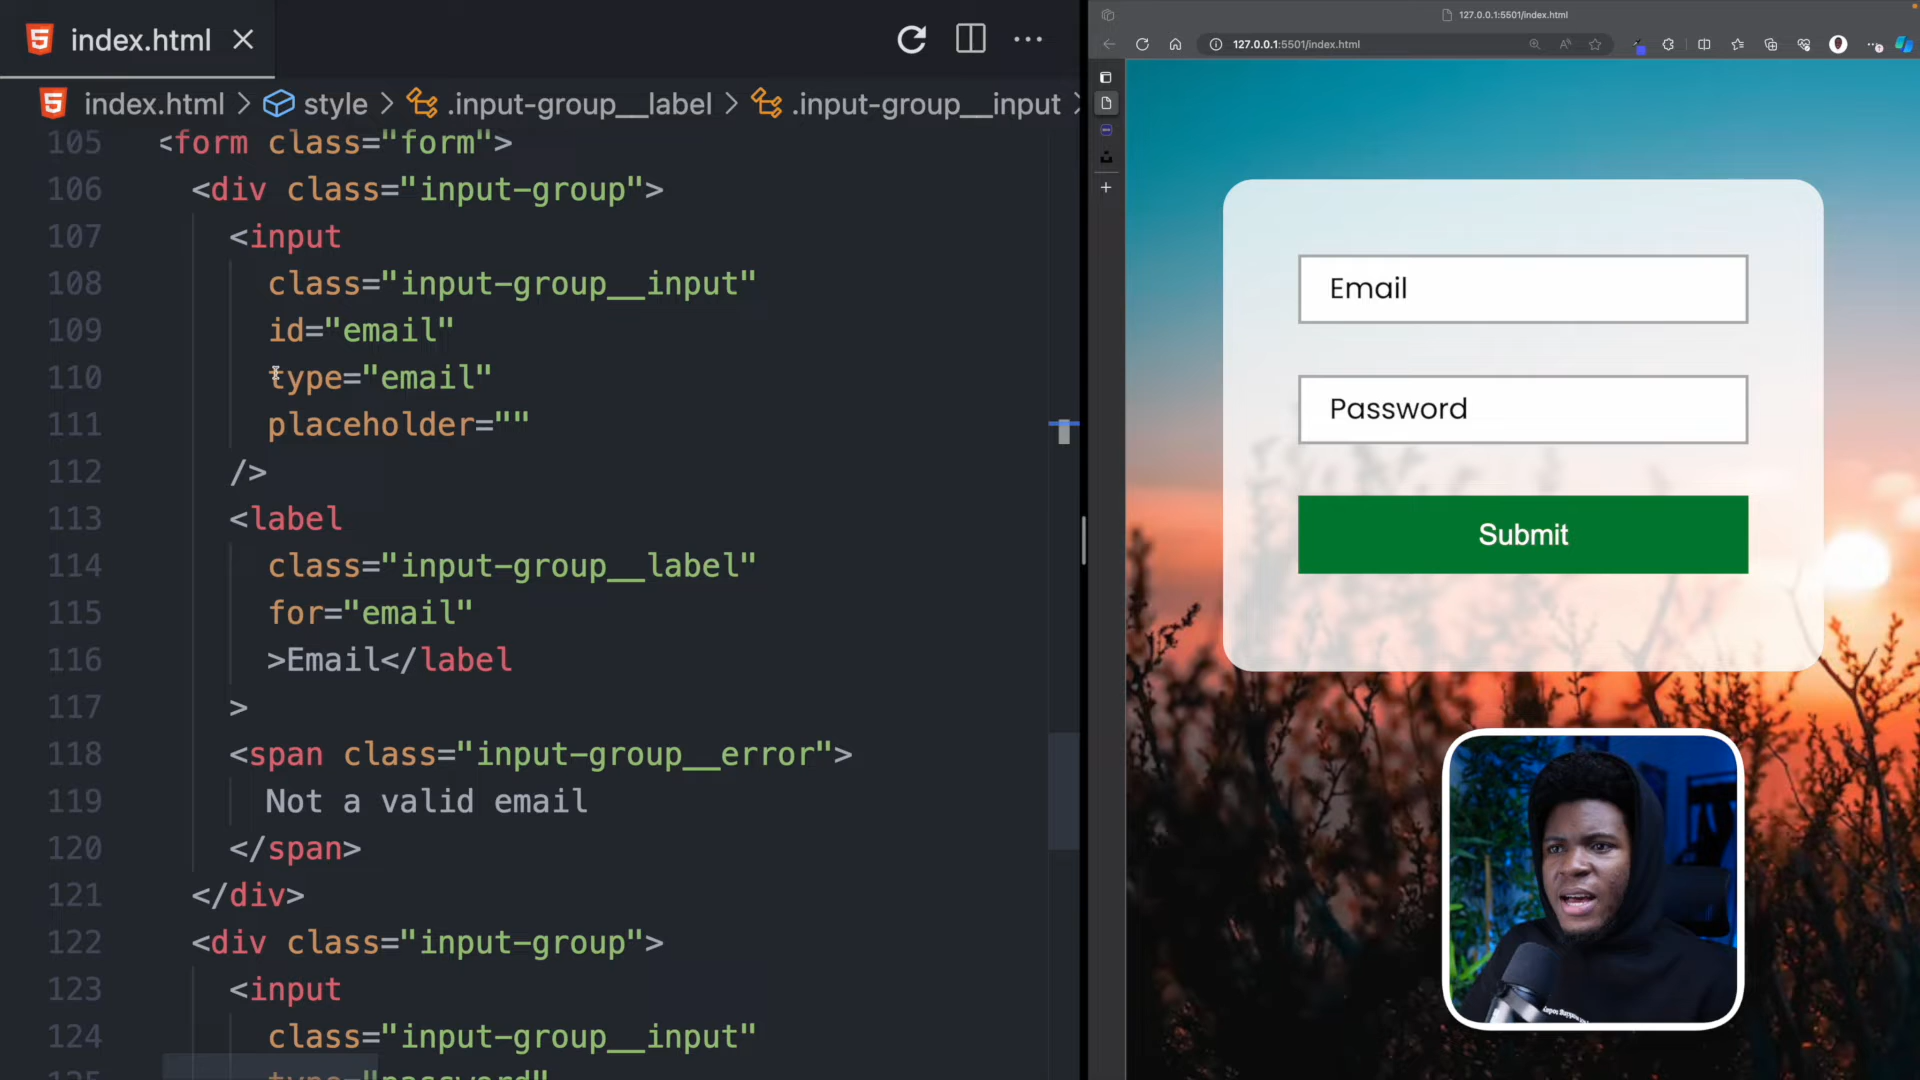 index.html
index.html > style > .input-group__label > .input-group__input >
105 <form class="form">
106 <div class="input-group">
107 <input
108 class="input-group__input"
109 id="email"
110 type="email"
111 placeholder=""
112 />
113 <label
114 class="input-group__label"
115 for="email"
116 >Email</label
117 >
118 <span class="input-group__error">
119 Not a valid email
120 </span>
121 </div>
122 <div class="input-group">
123 <input
124 class="input-group__input"
125 type="password"
127.0.0.1:5501/index.html
127.0.0.1:5501/index.html
Email
Password
Submit